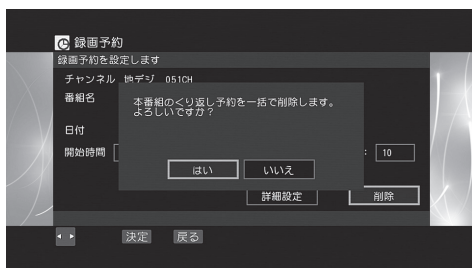 録画予約
録画予約を設定します
チャンネル 地デジ 051CH
番組名
本番組のくり返し予約を一括で削除します。
よろしいですか？
日付
開始時間 : 10
はい いいえ
詳細設定 削除
決定 戻る